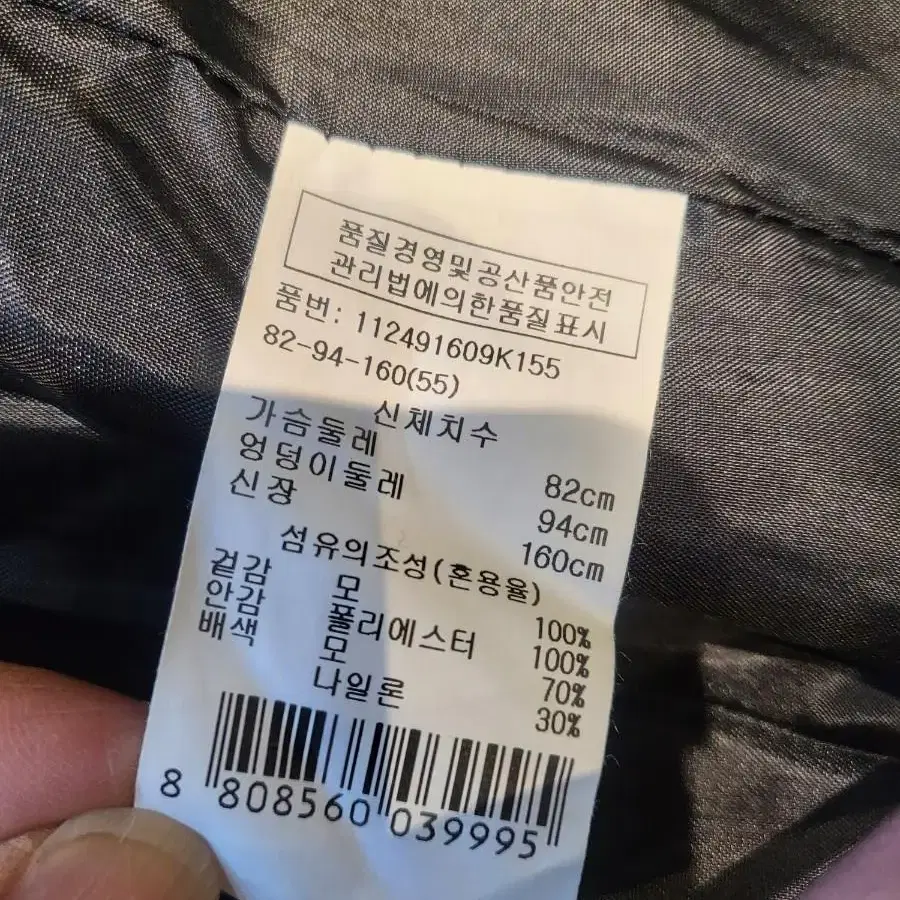 품질경영및공산품안전
관리법에의한품질표시
품번: 112491609K155
82-94-160(55)
신체치수
가슴둘레 82cm
엉덩이둘레 94cm
신장 160cm
섬유의조성(혼용율)
겉감 모 100%
안감 폴리에스터 100%
배색 모 70%
나일론 30%
8 808560 039995